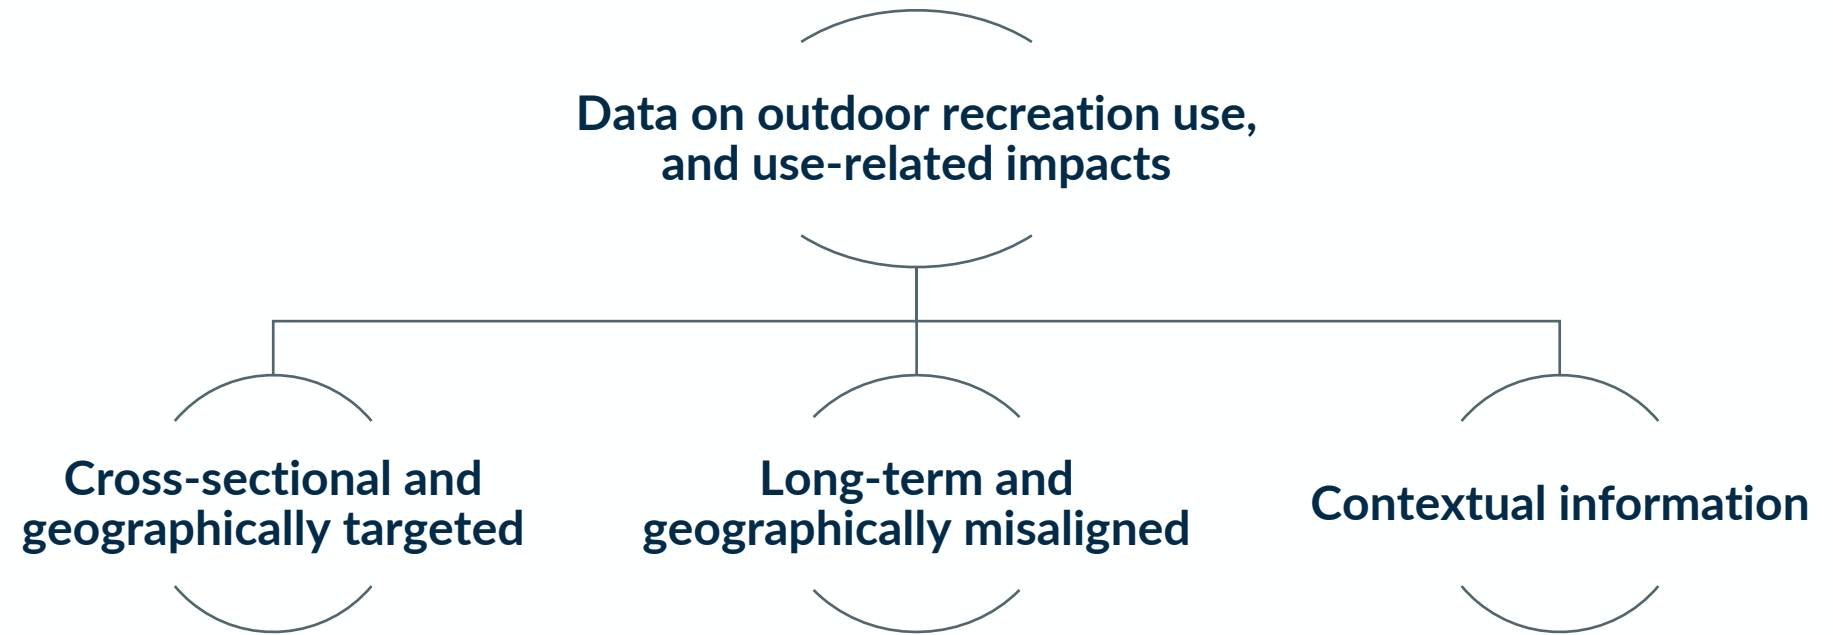 Data on outdoor recreation use,
and use-related impacts
Cross-sectional and
geographically targeted
Long-term and
geographically misaligned
Contextual information